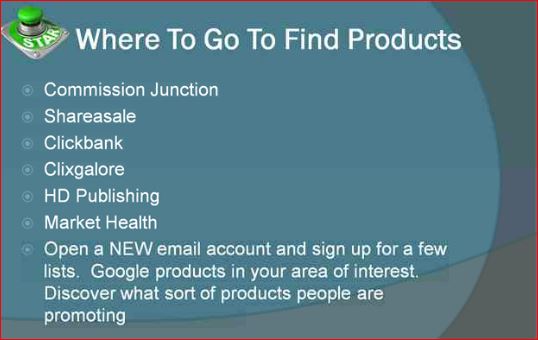 START
Where To Go To Find Products
Commission Junction
Shareasale
Clickbank
Clixgalore
HD Publishing
Market Health
Open a NEW email account and sign up for a few
lists. Google products in your area of interest.
Discover what sort of products people are
promoting